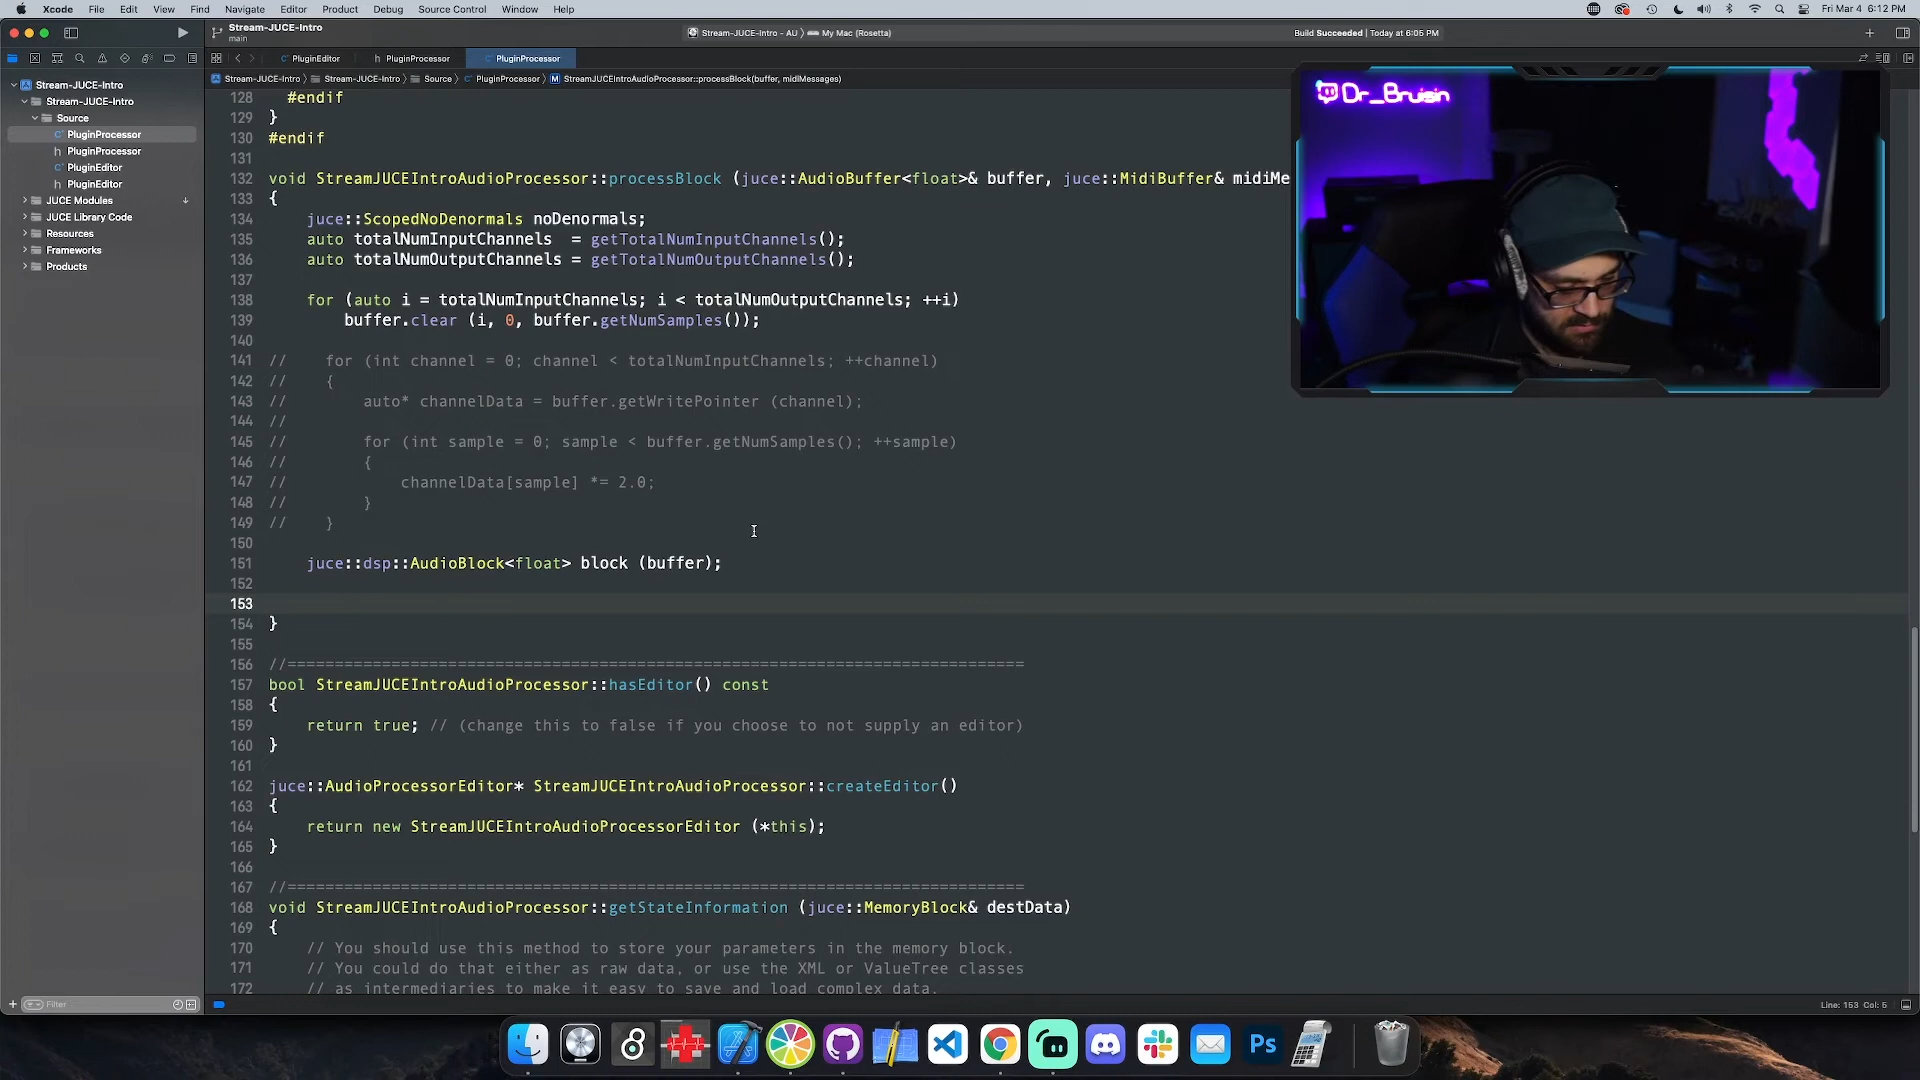 Xcode File Edit View Find Navigate Editor Product Debug Source Control Window Help
Fri Mar 4 6:12 PM
Stream-JUCE-Intro
main
Stream-JUCE-Intro - AU 〉 My Mac (Rosetta)
Build Succeeded | Today at 6:05 PM
PluginEditor
h PluginProcessor
PluginProcessor
Stream-JUCE-Intro 〉 Stream-JUCE-Intro 〉 Source 〉 PluginProcessor 〉 M StreamJUCEIntroAudioProcessor::processBlock(buffer, midiMessages)
Stream-JUCE-Intro
Stream-JUCE-Intro
Source
PluginProcessor
h PluginProcessor
PluginEditor
h PluginEditor
JUCE Modules
JUCE Library Code
Resources
Frameworks
Products
Filter
128   #endif
129 }
130 #endif
131
132 void StreamJUCEIntroAudioProcessor::processBlock (juce::AudioBuffer<float>& buffer, juce::MidiBuffer& midiMe
133 {
134     juce::ScopedNoDenormals noDenormals;
135     auto totalNumInputChannels  = getTotalNumInputChannels();
136     auto totalNumOutputChannels = getTotalNumOutputChannels();
137
138     for (auto i = totalNumInputChannels; i < totalNumOutputChannels; ++i)
139         buffer.clear (i, 0, buffer.getNumSamples());
140
141 //    for (int channel = 0; channel < totalNumInputChannels; ++channel)
142 //    {
143 //        auto* channelData = buffer.getWritePointer (channel);
144 //
145 //        for (int sample = 0; sample < buffer.getNumSamples(); ++sample)
146 //        {
147 //            channelData[sample] *= 2.0;
148 //        }
149 //    }
150
151     juce::dsp::AudioBlock<float> block (buffer);
152
153
154 }
155
156 //==============================================================================
157 bool StreamJUCEIntroAudioProcessor::hasEditor() const
158 {
159     return true; // (change this to false if you choose to not supply an editor)
160 }
161
162 juce::AudioProcessorEditor* StreamJUCEIntroAudioProcessor::createEditor()
163 {
164     return new StreamJUCEIntroAudioProcessorEditor (*this);
165 }
166
167 //==============================================================================
168 void StreamJUCEIntroAudioProcessor::getStateInformation (juce::MemoryBlock& destData)
169 {
170     // You should use this method to store your parameters in the memory block.
171     // You could do that either as raw data, or use the XML or ValueTree classes
172     // as intermediaries to make it easy to save and load complex data.
Line: 153 Col: 5
@Dr_Bruisin
Ps